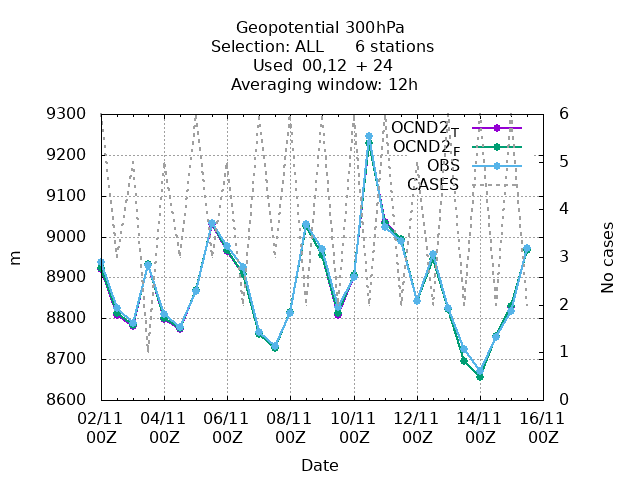 Geopotential 300hPa
Selection: ALL 6 stations
Used 00,12 + 24
Averaging window: 12h
9300
9200
9100
9000
8900
8800
8700
8600
m
6
5
4
3
2
1
0
No cases
OCND2_T
OCND2_F
OBS
CASES
02/11 04/11 06/11 08/11 10/11 12/11 14/11 16/11
00Z 00Z 00Z 00Z 00Z 00Z 00Z 00Z
Date